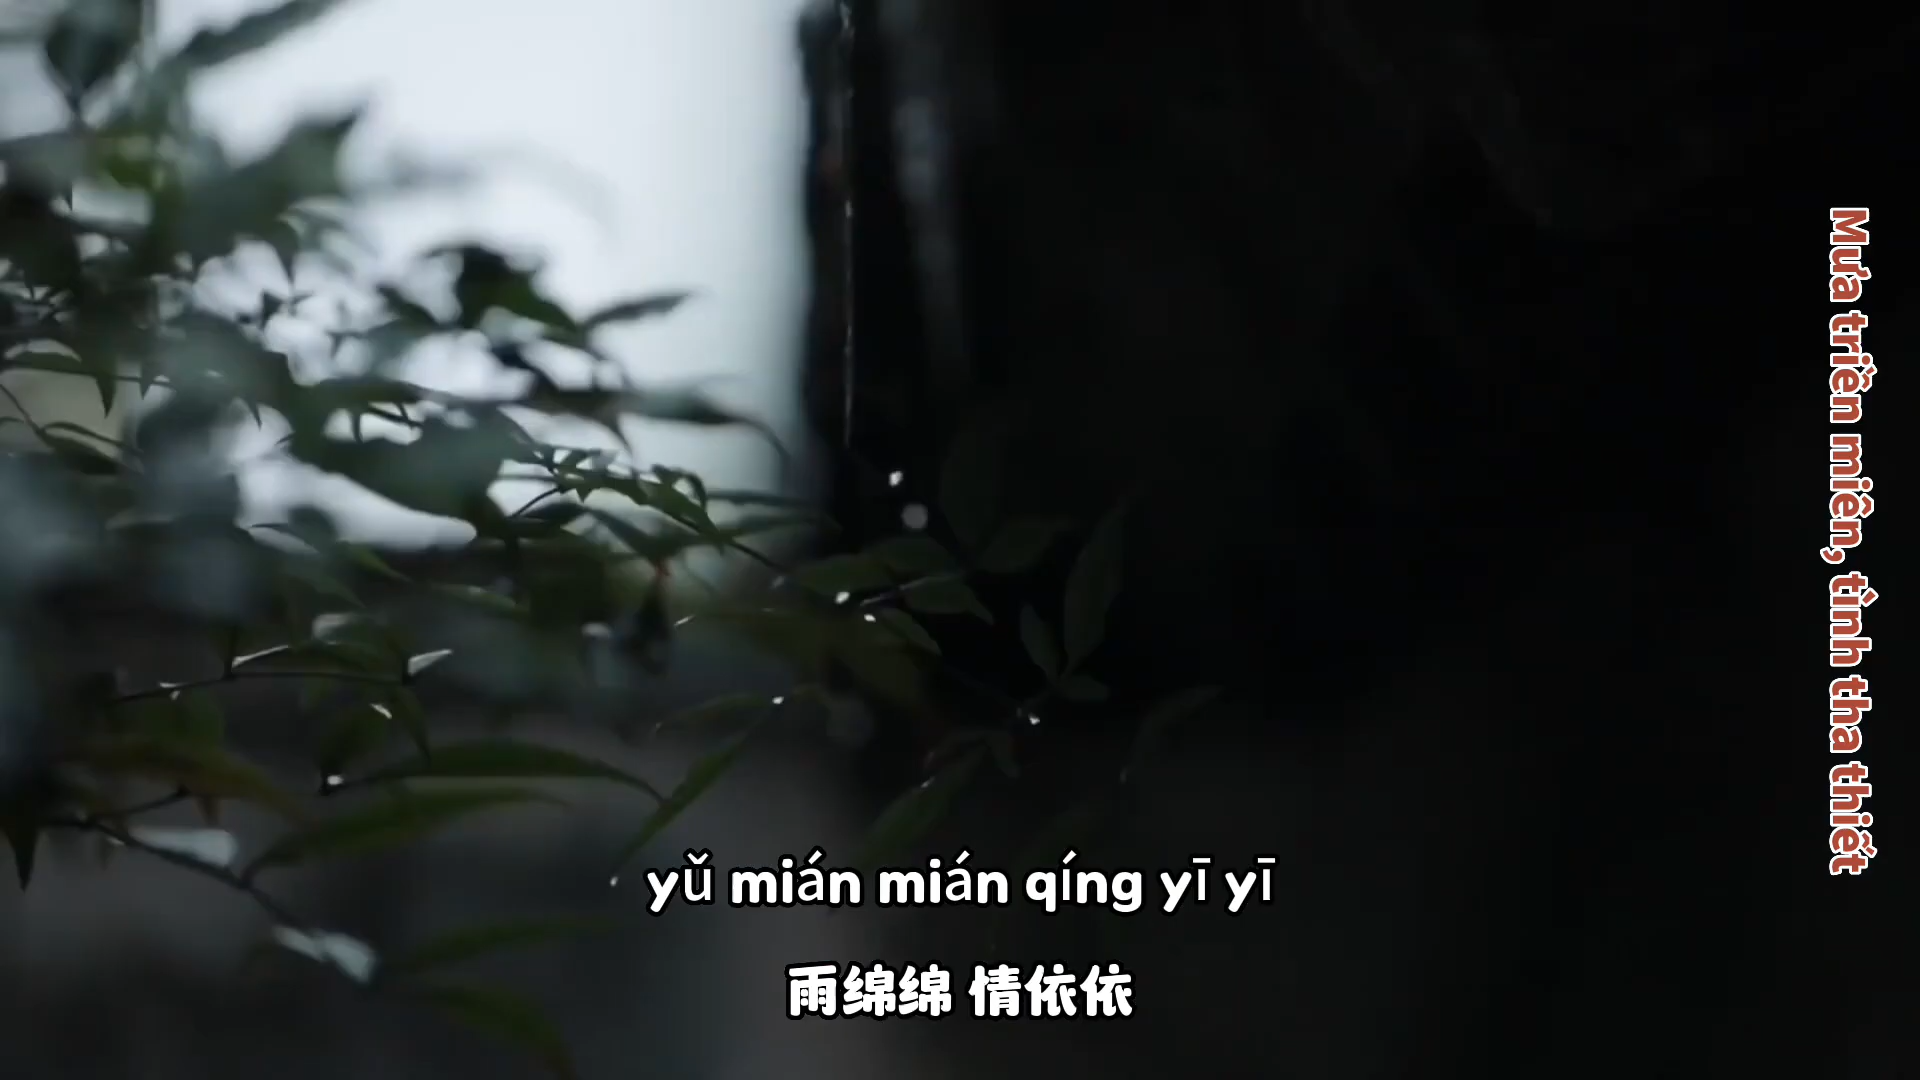 Mưa triền miên, tình tha thiết
yǔ mián mián qíng yī yī
雨绵绵 情依依